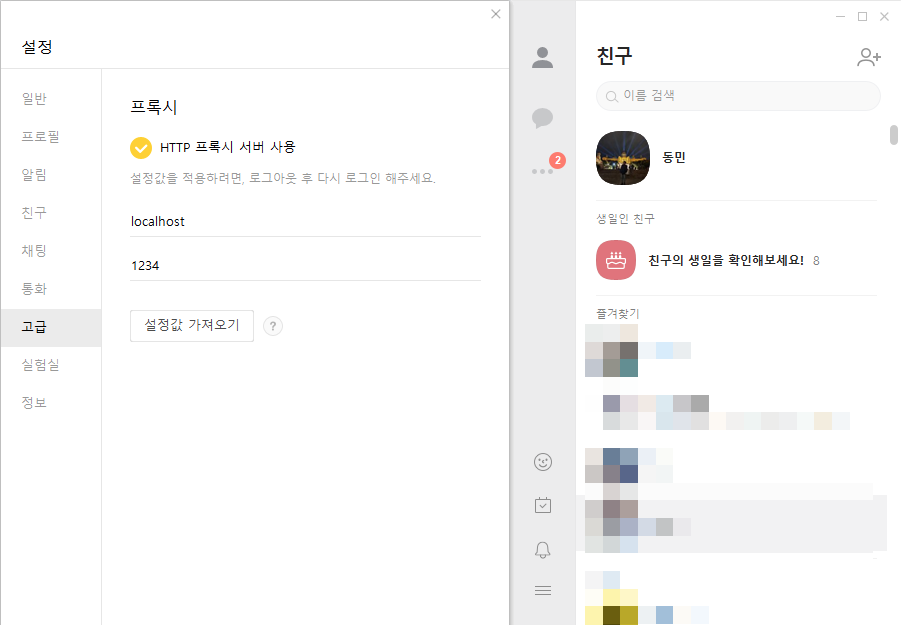 설정
일반
프로필
알림
친구
채팅
통화
고급
실험실
정보
프록시
HTTP 프록시 서버 사용
설정값을 적용하려면, 로그아웃 후 다시 로그인 해주세요.
localhost
1234
설정값 가져오기
?
2
친구
이름 검색
동민
생일인 친구
친구의 생일을 확인해보세요! 8
즐겨찾기